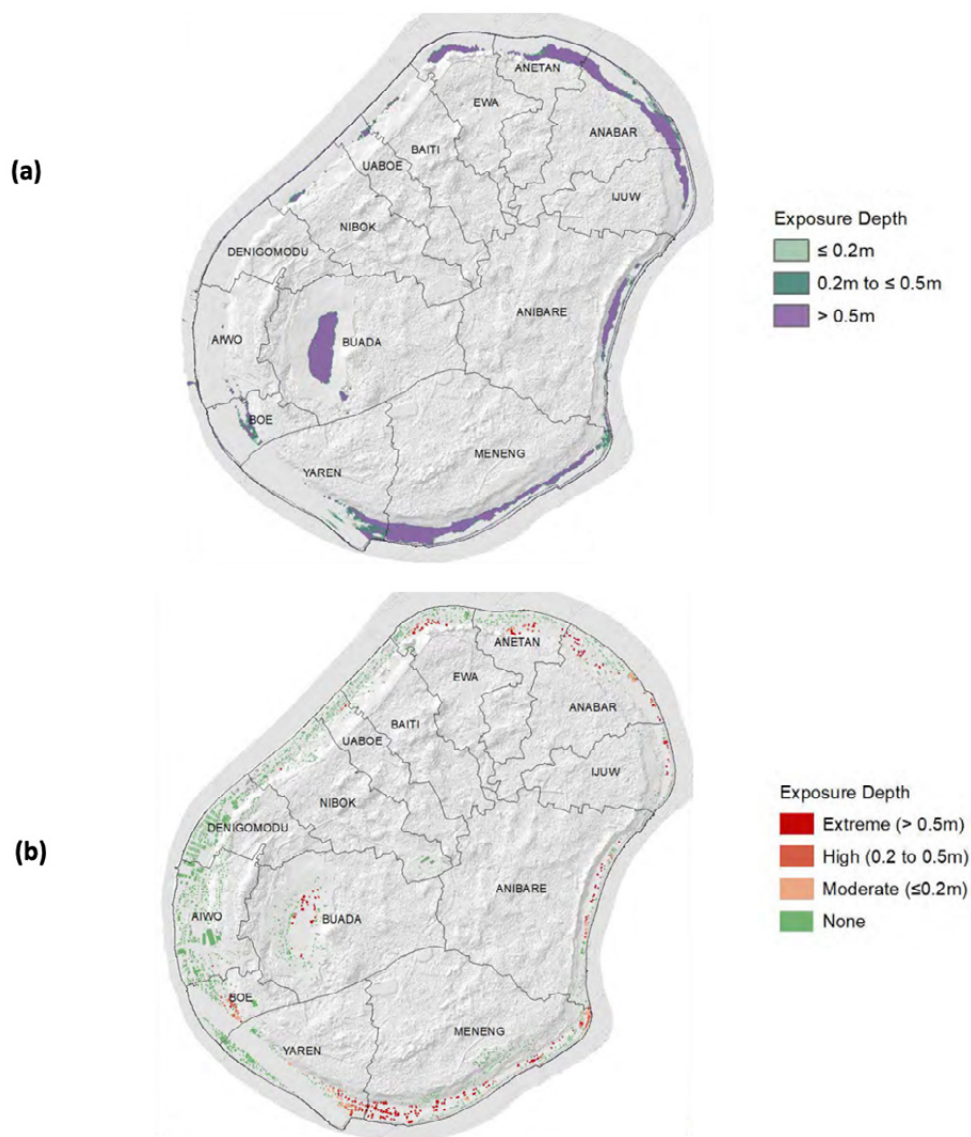 (a)
ANETAN
EWA
ANABAR
BAITI
UABOE
IJUW
NIBOK
DENIGOMODU
ANIBARE
AIWO
BUADA
BOE
MENENG
YAREN
Exposure Depth
≤ 0.2m
0.2m to ≤ 0.5m
> 0.5m
(b)
ANETAN
EWA
ANABAR
BAITI
UABOE
IJUW
NIBOK
DENIGOMODU
ANIBARE
AIWO
BUADA
BOE
MENENG
YAREN
Exposure Depth
Extreme (> 0.5m)
High (0.2 to 0.5m)
Moderate (≤0.2m)
None